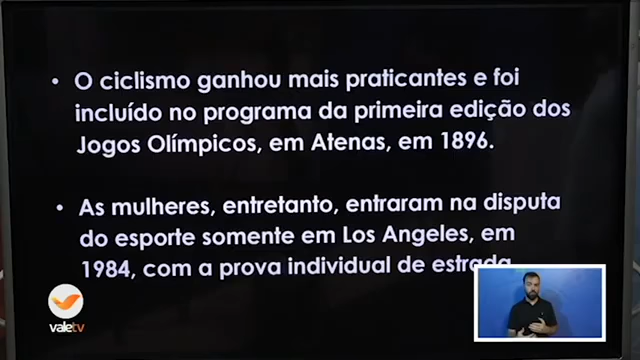 • O ciclismo ganhou mais praticantes e foi
incluído no programa da primeira edição dos
Jogos Olímpicos, em Atenas, em 1896.
• As mulheres, entretanto, entraram na disputa
do esporte somente em Los Angeles, em
1984, com a prova individual de estrada.
valetv